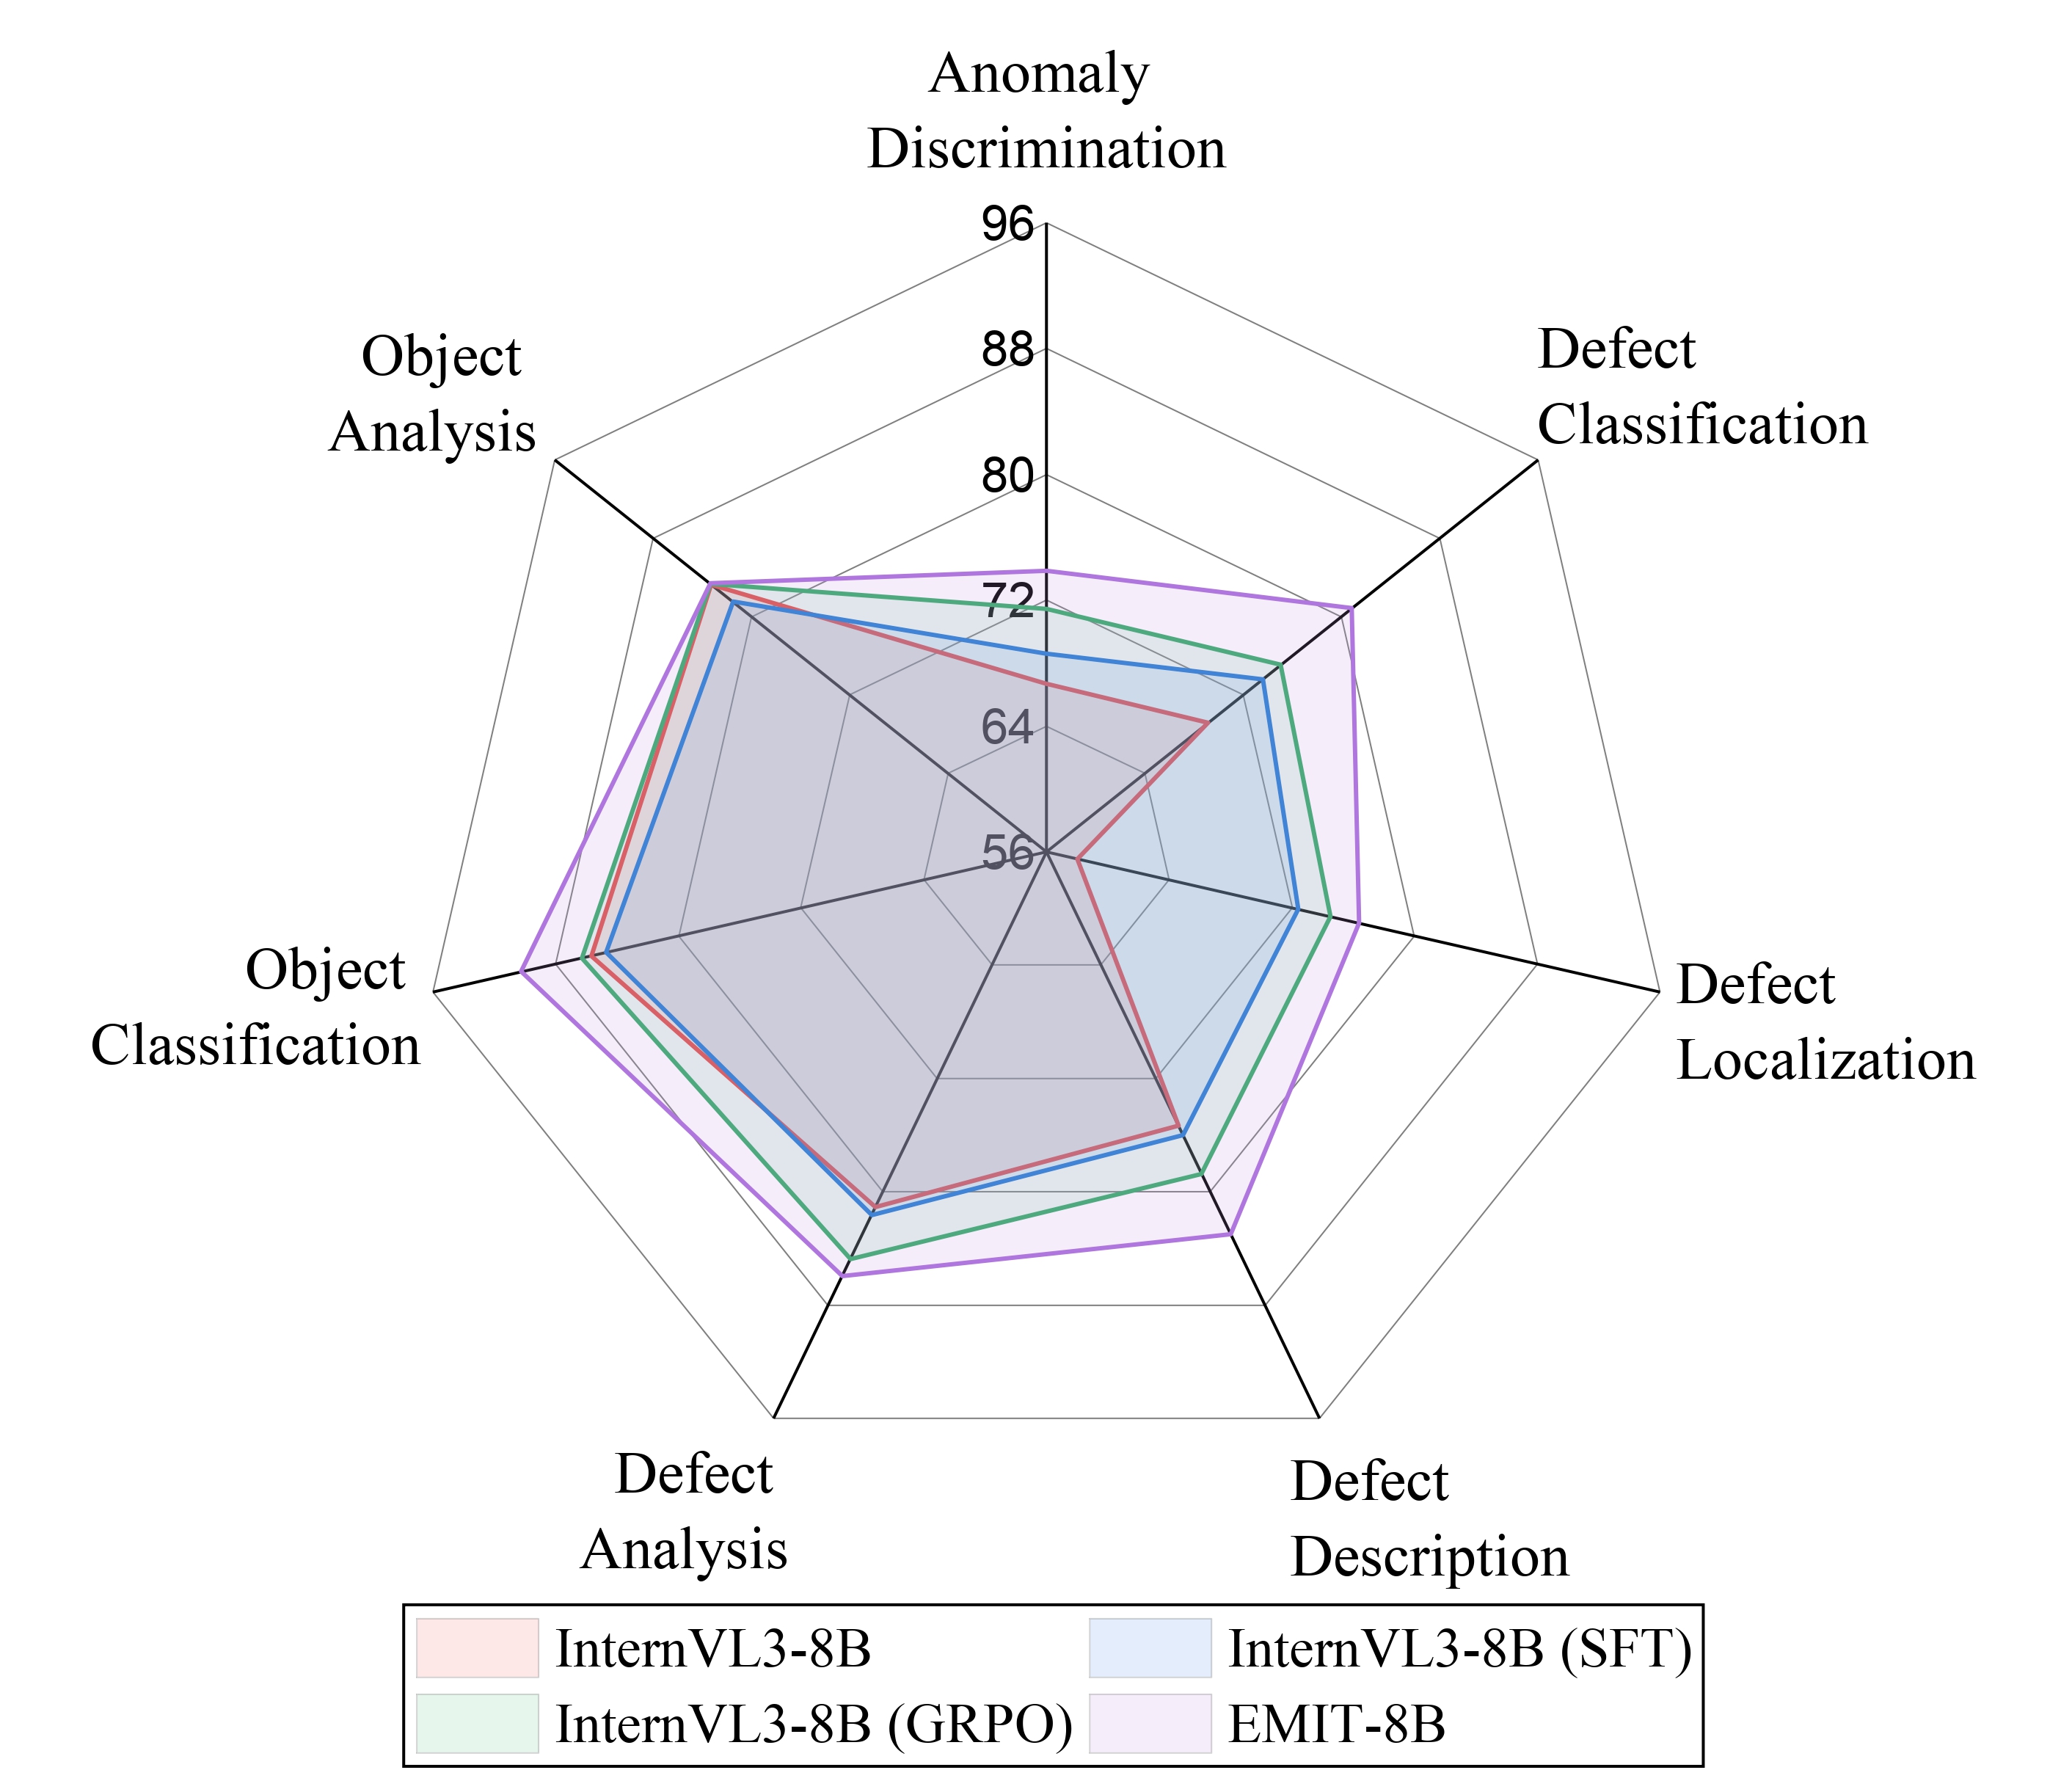 Anomaly
Discrimination
96
88
80
72
64
56
Defect
Classification
Object
Analysis
Defect
Localization
Object
Classification
Defect
Analysis
Defect
Description
InternVL3-8B
InternVL3-8B (SFT)
InternVL3-8B (GRPO)
EMIT-8B